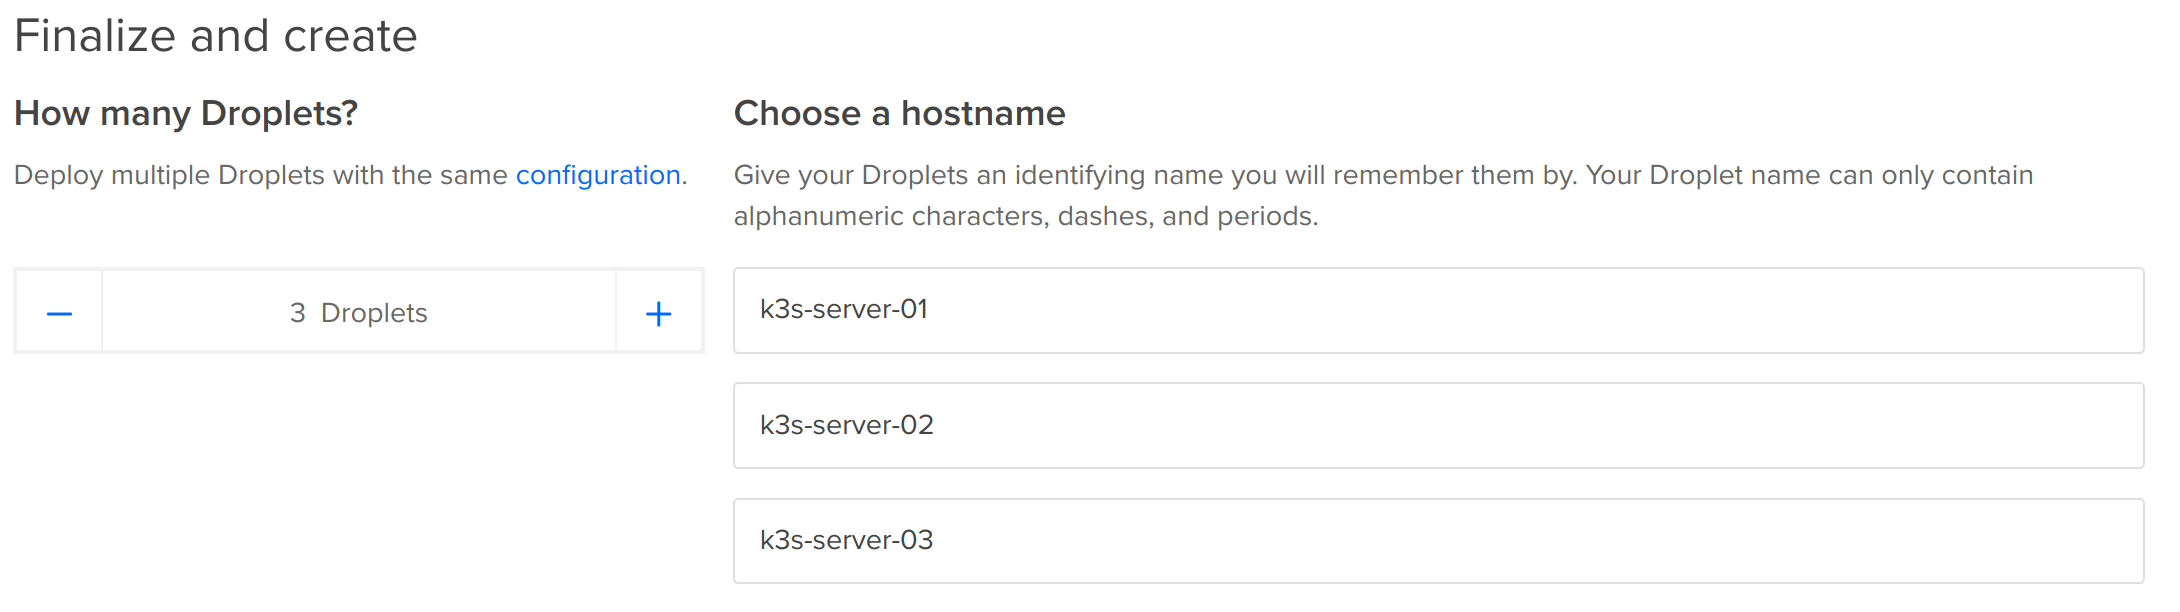 Finalize and create
How many Droplets?
Deploy multiple Droplets with the same configuration.
3 Droplets
Choose a hostname
Give your Droplets an identifying name you will remember them by. Your Droplet name can only contain
alphanumeric characters, dashes, and periods.
k3s-server-01
k3s-server-02
k3s-server-03